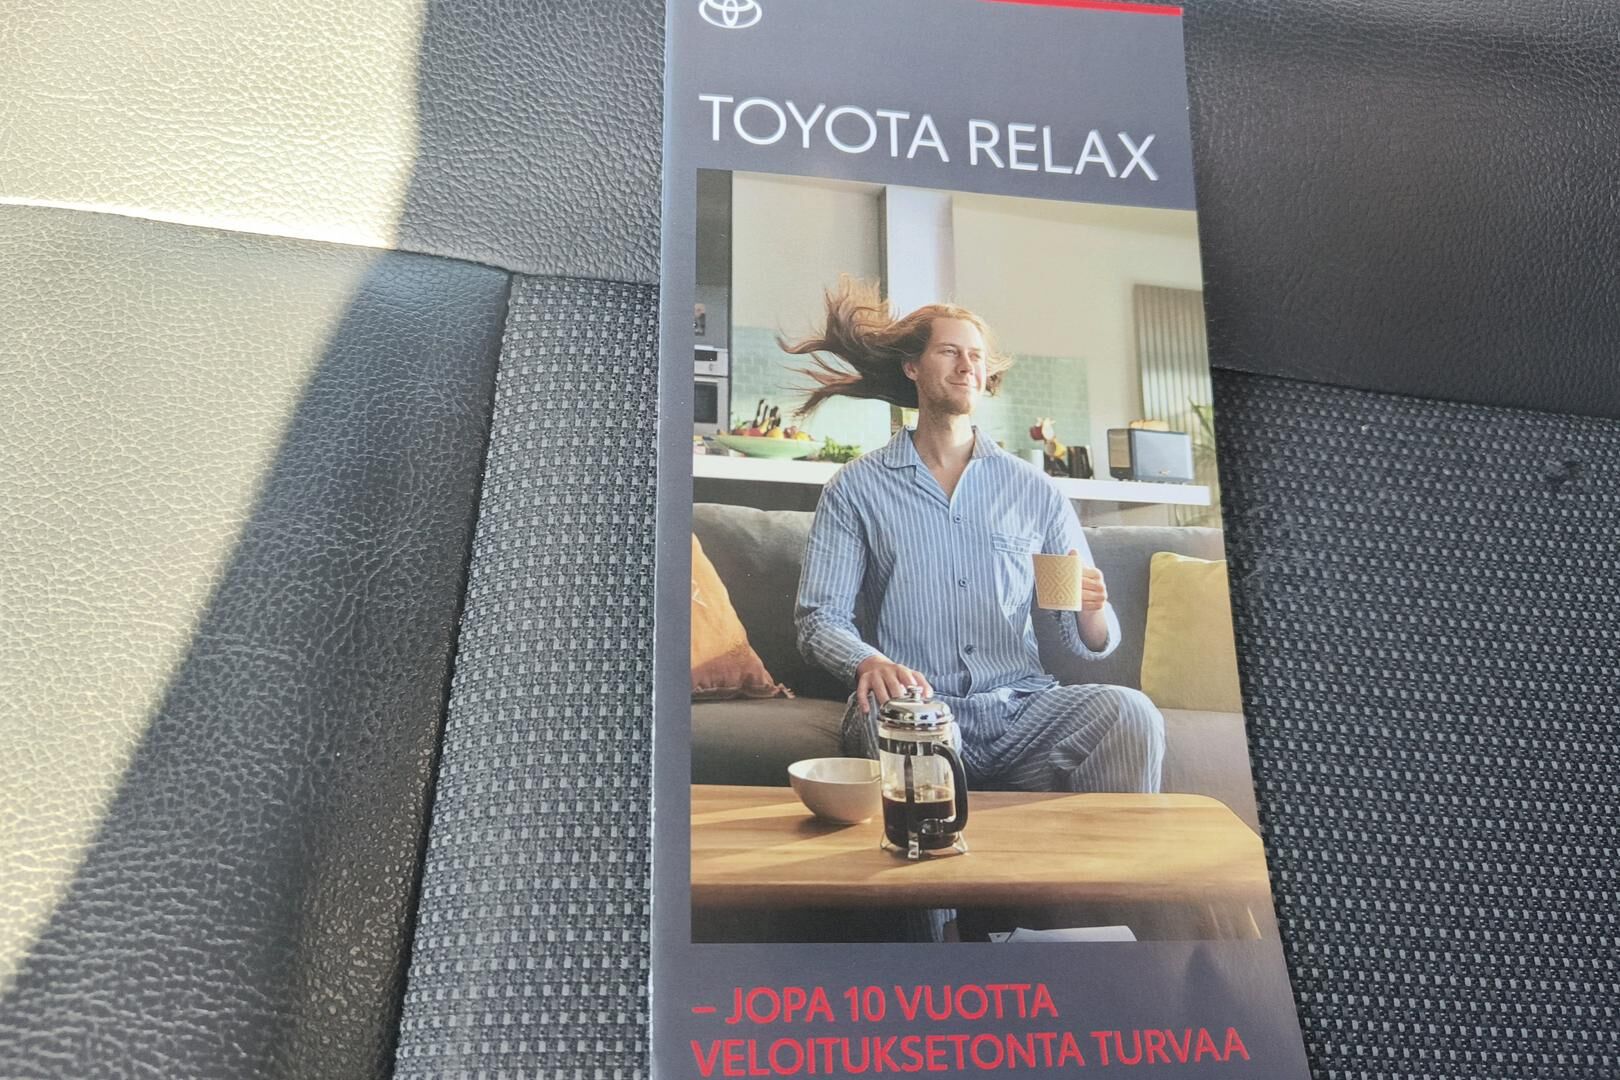 TOYOTA RELAX
– JOPA 10 VUOTTA
VELOITUKSETONTA TURVAA